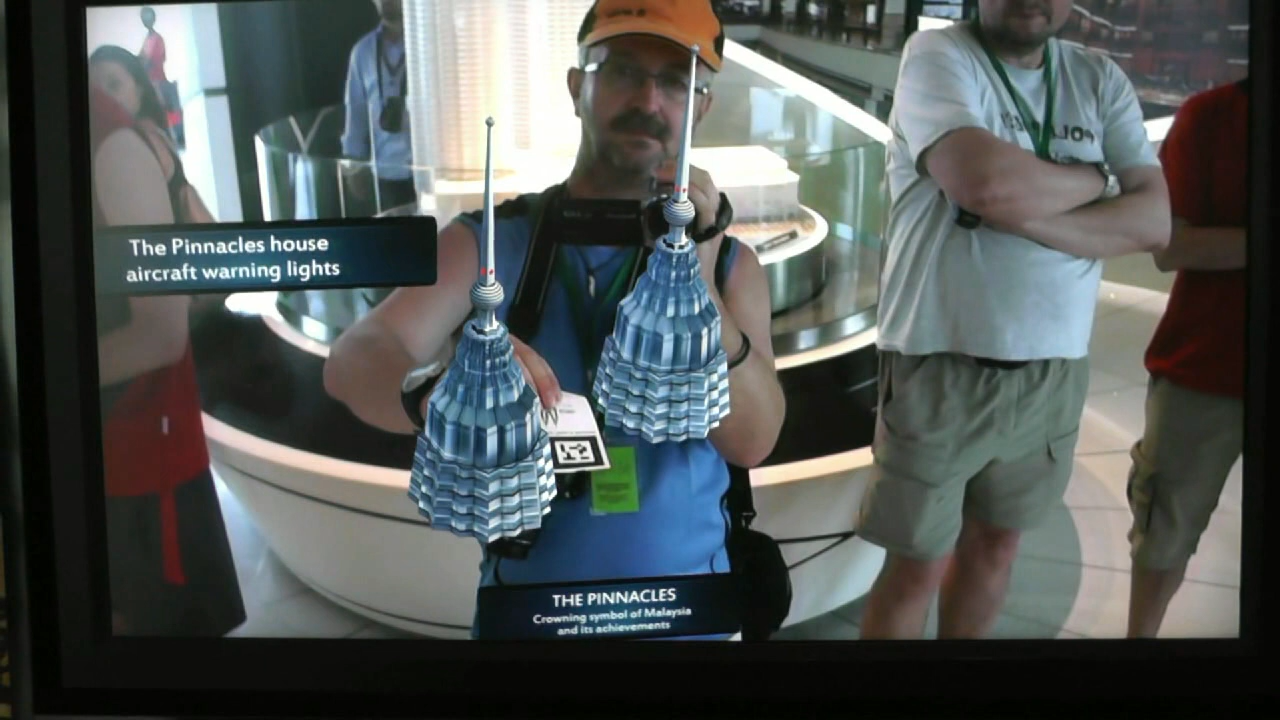 The Pinnacles house
aircraft warning lights
THE PINNACLES
Crowning symbol of Malaysia
and its achievements